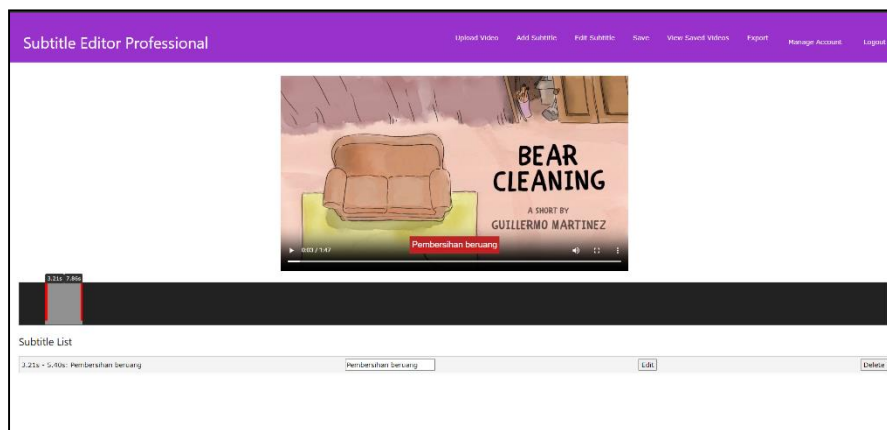 Subtitle Editor Professional
Upload Video Add Subtitle Edit Subtitle Save View Saved Videos Export Manage Account Logout
BEAR
CLEANING
A SHORT BY
GUILLERMO MARTINEZ
Pembersihan beruang
0:03 / 1:47
3.21s 7.86s
Subtitle List
3.21s - 5.40s: Pembersihan beruang Pembersihan beruang Edit Delete